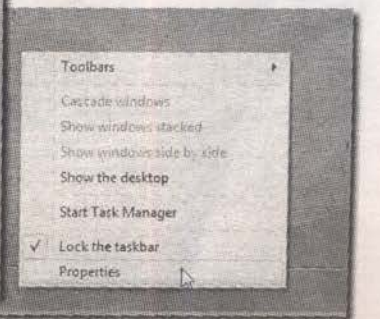 Toolbars
Cascade windows
Show windows stacked
Show windows side by side
Show the desktop
Start Task Manager
Lock the taskbar
Properties